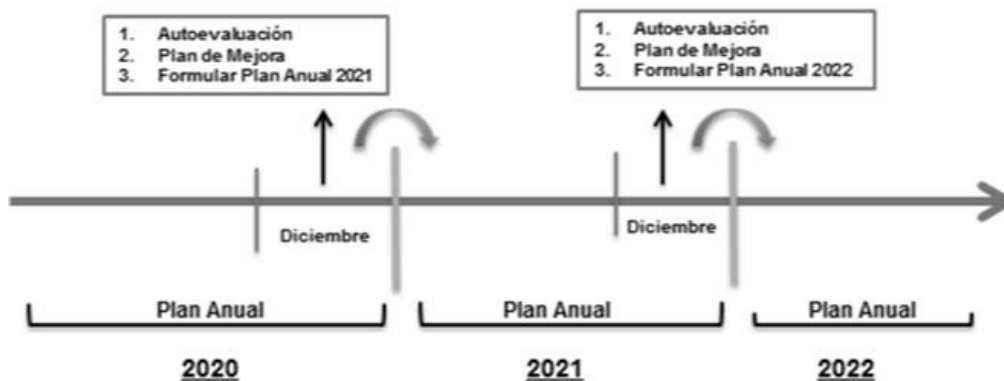 1. Autoevaluación
2. Plan de Mejora
3. Formular Plan Anual 2021
1. Autoevaluación
2. Plan de Mejora
3. Formular Plan Anual 2022
Diciembre
Diciembre
Plan Anual
Plan Anual
Plan Anual
2020
2021
2022